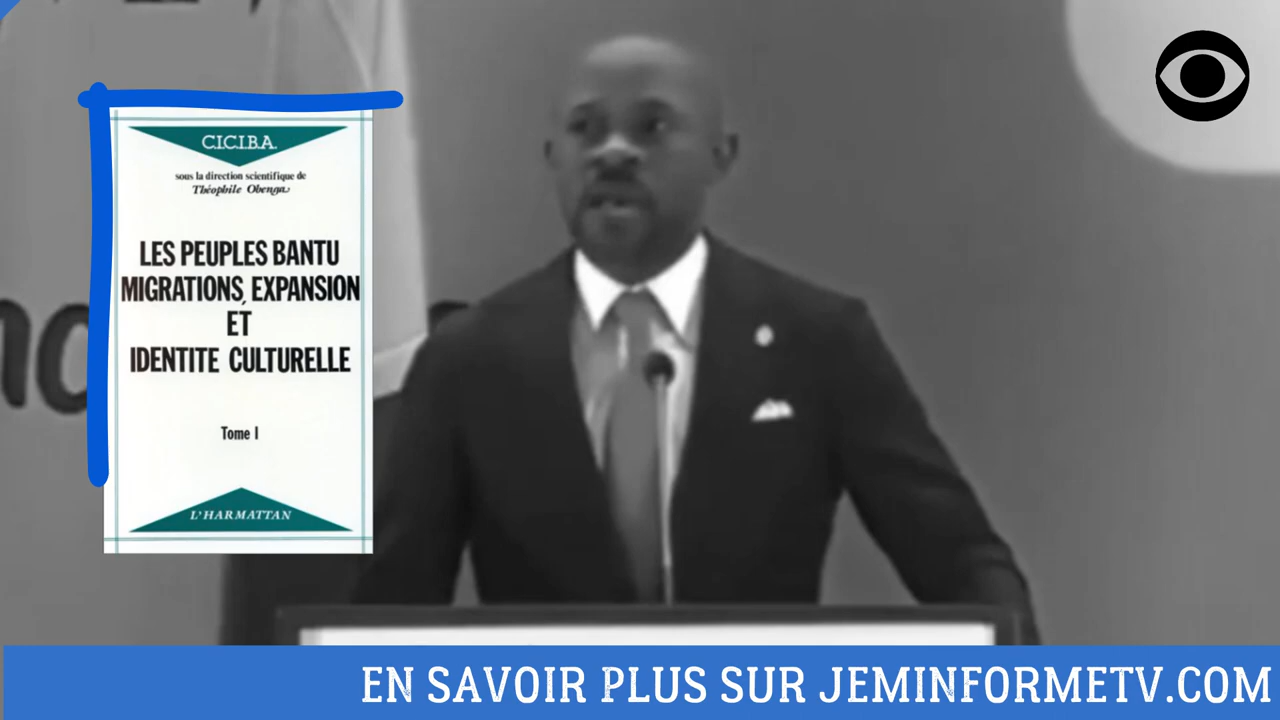 C.I.C.I.B.A.
sous la direction scientifique de
Théophile Obenga
LES PEUPLES BANTU
MIGRATIONS, EXPANSION
ET
IDENTITE CULTURELLE
Tome I
L'HARMATTAN
EN SAVOIR PLUS SUR JEMINFORMETV.COM